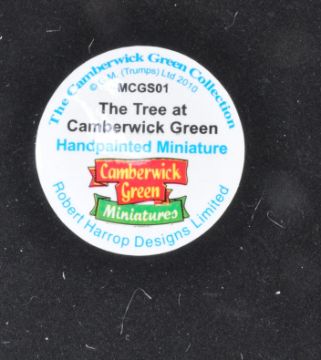 The Camberwick Green Collection
© G.M. (Trumps) Ltd 2010
MCGS01
The Tree at
Camberwick Green
Handpainted Miniature
Camberwick
Green
Miniatures
Robert Harrop Designs Limited